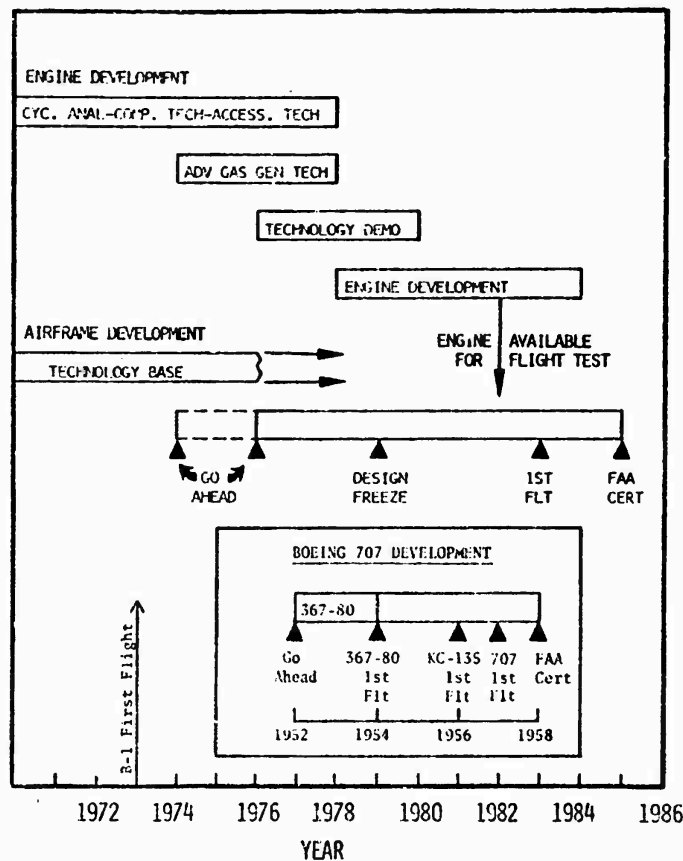 ENGINE DEVELOPMENT
CYC. ANAL-COMP. TECH-ACCESS. TECH
ADV GAS GEN TECH
TECHNOLOGY DEMO
ENGINE DEVELOPMENT
AIRFRAME DEVELOPMENT
ENGINE AVAILABLE
FOR FLIGHT TEST
TECHNOLOGY BASE
GO
AHEAD
DESIGN
FREEZE
1ST
FLT
FAA
CERT
BOEING 707 DEVELOPMENT
367-80
Go
Ahead
367-80
1st
Flt
KC-135
1st
Flt
707
1st
Flt
FAA
Cert
1952 1954 1956 1958
B-1 First Flight
1972 1974 1976 1978 1980 1982 1984 1986
YEAR